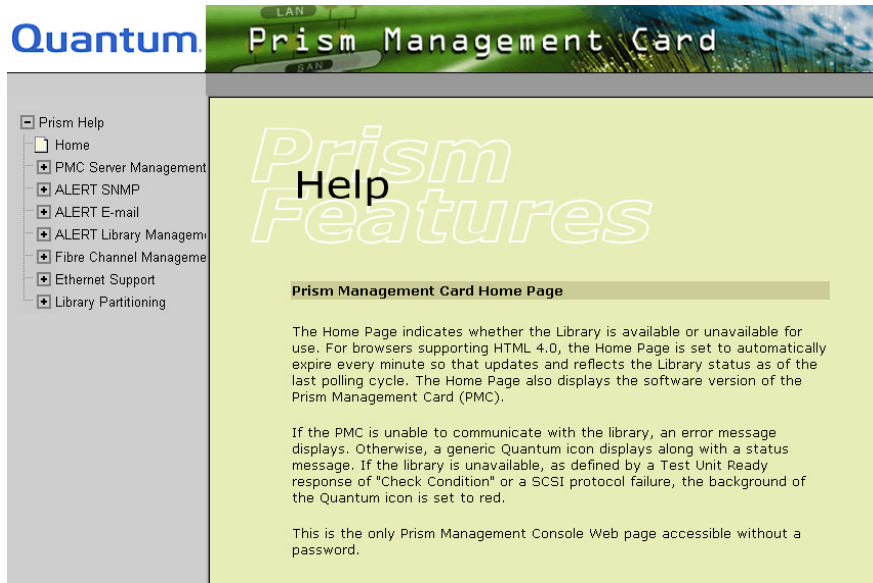 Quantum.
LAN
Prism Management Card
SAN
Prism Help
Home
PMC Server Management
ALERT SNMP
ALERT E-mail
ALERT Library Managem
Fibre Channel Manageme
Ethernet Support
Library Partitioning
Prism
Help
Features
Prism Management Card Home Page
The Home Page indicates whether the Library is available or unavailable for
use. For browsers supporting HTML 4.0, the Home Page is set to automatically
expire every minute so that updates and reflects the Library status as of the
last polling cycle. The Home Page also displays the software version of the
Prism Management Card (PMC).
If the PMC is unable to communicate with the library, an error message
displays. Otherwise, a generic Quantum icon displays along with a status
message. If the library is unavailable, as defined by a Test Unit Ready
response of "Check Condition" or a SCSI protocol failure, the background of
the Quantum icon is set to red.
This is the only Prism Management Console Web page accessible without a
password.